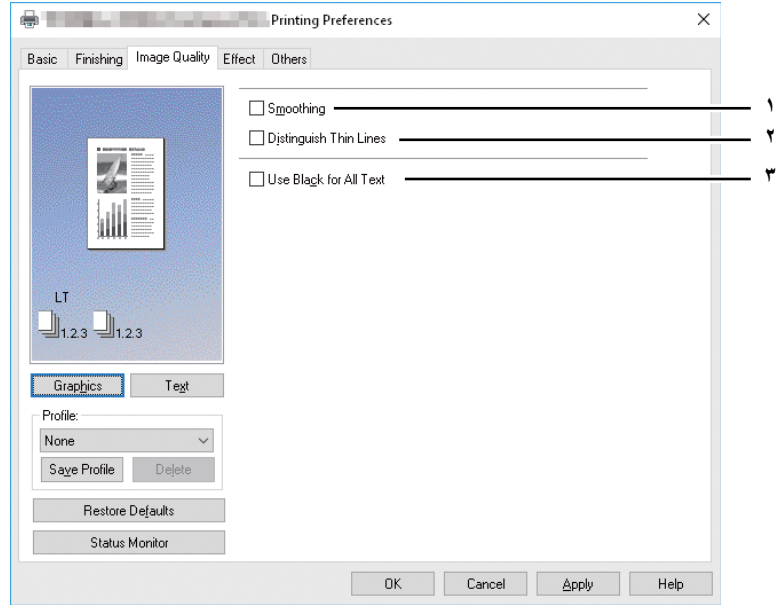 Printing Preferences
Basic Finishing Image Quality Effect Others
Smoothing ١
Distinguish Thin Lines ٢
Use Black for All Text ٣
LT
1.2.3 1.2.3
Graphics Text
Profile:
None
Save Profile Delete
Restore Defaults
Status Monitor
OK Cancel Apply Help